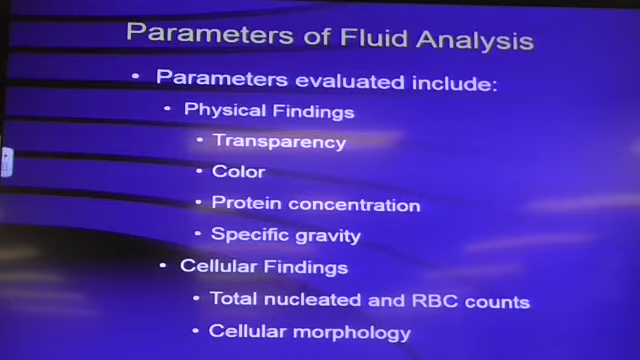 Parameters of Fluid Analysis
• Parameters evaluated include:
• Physical Findings
• Transparency
• Color
• Protein concentration
• Specific gravity
• Cellular Findings
• Total nucleated and RBC counts
• Cellular morphology